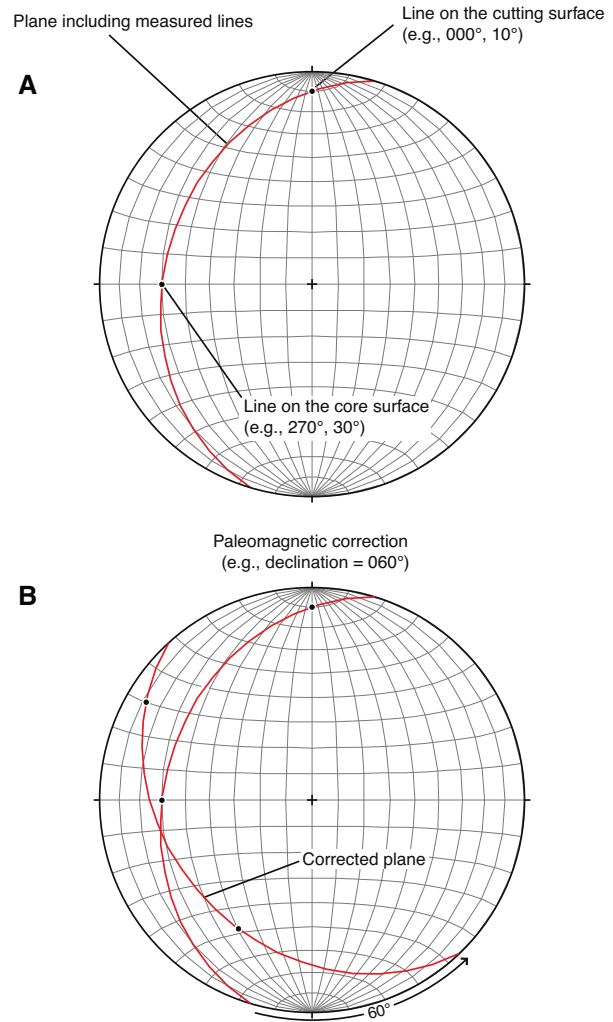 Plane including measured lines
Line on the cutting surface
(e.g., 000°, 10°)
A
Line on the core surface
(e.g., 270°, 30°)
Paleomagnetic correction
(e.g., declination = 060°)
B
Corrected plane
60°